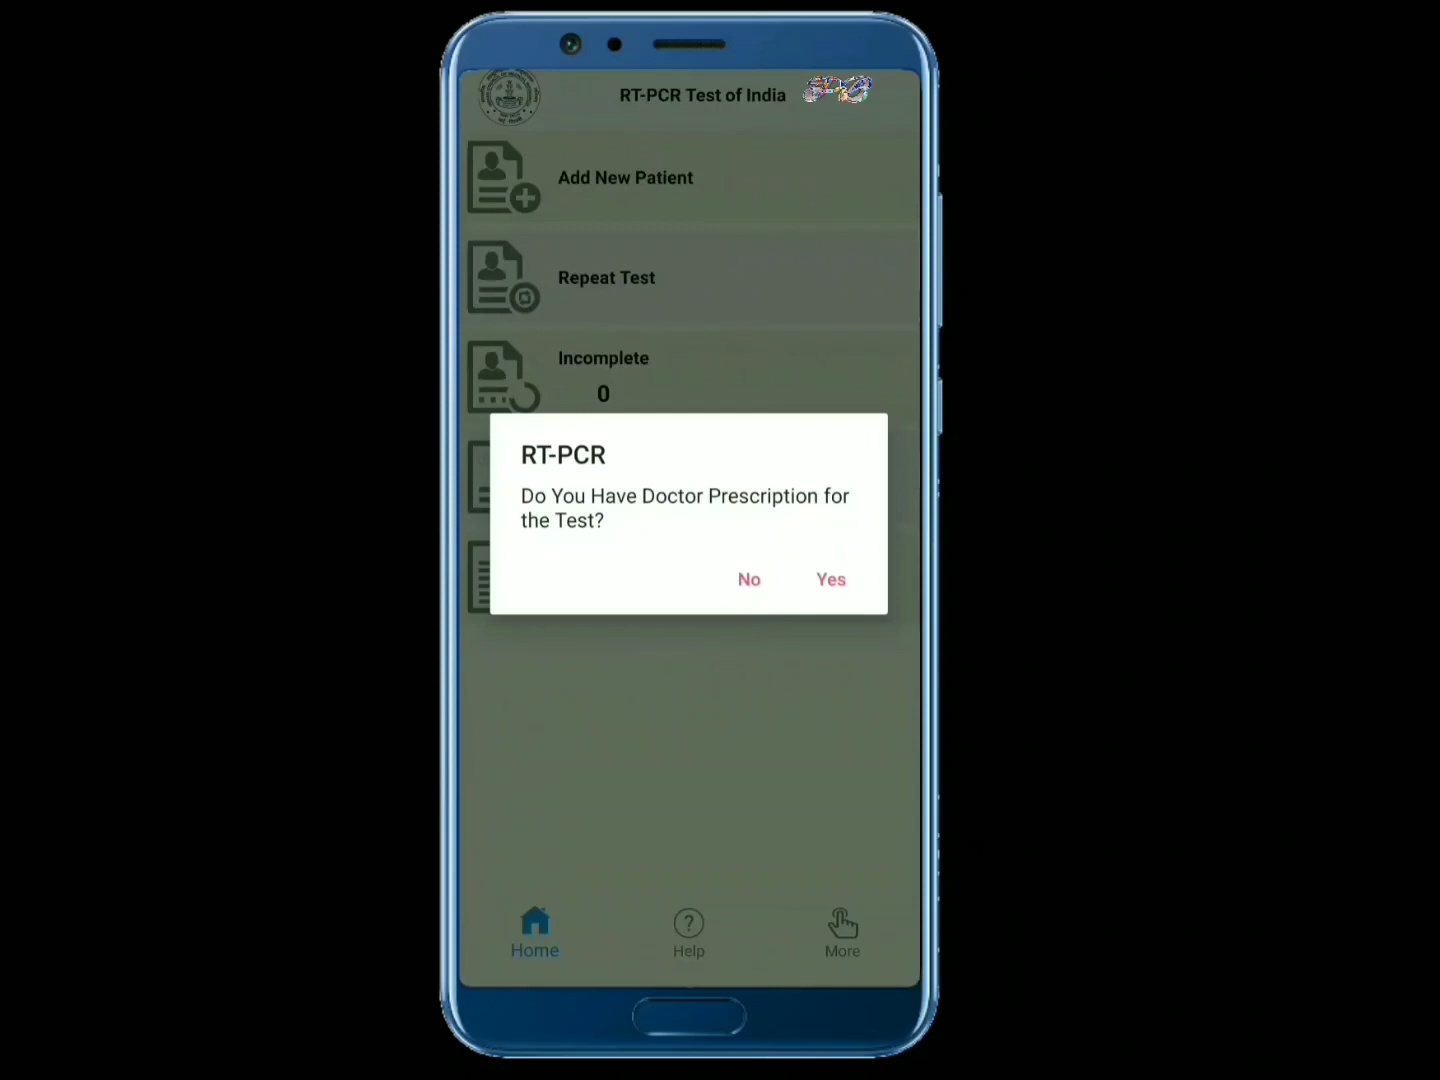 RT-PCR Test of India
Add New Patient
Repeat Test
Incomplete
0
RT-PCR
Do You Have Doctor Prescription for
the Test?
No Yes
Home Help More